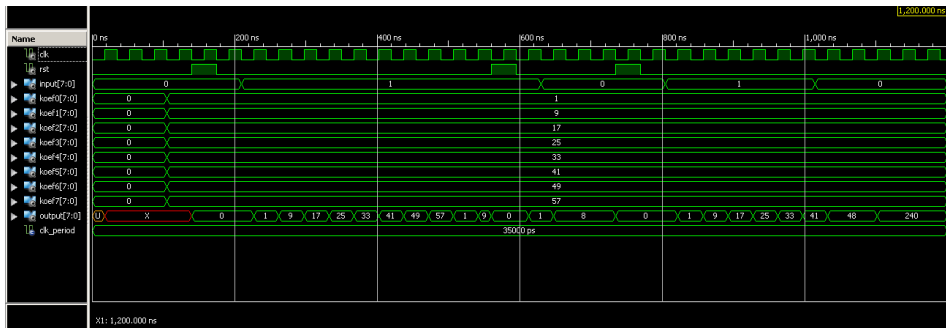 1,200.000 ns
Name 0 ns 200 ns 400 ns 600 ns 800 ns 1,000 ns
clk
rst
input[7:0] 0 1 0 1 0
koef0[7:0] 0 1
koef1[7:0] 0 9
koef2[7:0] 0 17
koef3[7:0] 0 25
koef4[7:0] 0 33
koef5[7:0] 0 41
koef6[7:0] 0 49
koef7[7:0] 0 57
output[7:0] U X 0 1 9 17 25 33 41 49 57 1 9 0 1 8 0 1 9 17 25 33 41 48 240
clk_period 35000 ps
X1: 1,200.000 ns